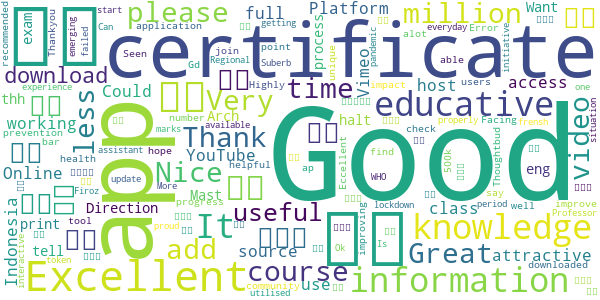 exam
Thankyou
start
emerging
recommended
failed
application
Can
please
Seen
getting
join
Regional
Gd
point
Suberb
full
process
unique
Platform
Vimeo
pandemic
million
alot
able
Want
everyday
Error
users
initiative
certificate
download
Could
Very
time
host
halt
access
educative
impact
thh
less
working
experience
prevention
bar
health
Online
hope
assistant
number
Arch
marks
available
Thank
YouTube
helpful
Highly
check
Facing
properly
frensh
video
one
situation
app
Good
Nice
Mast
ap
Eccellent
find
500k
WHO
Thoughtbud
eng
say
improve
Professor
Indonesia
update
Firoz
More
progress
It
useful
lockdown
period
well
improving
class
knowledge
print
tool
tell
Direction
add
source
Ok
Is
Great
attractive
downloaded
interactive
token
proud
Excellent
community
utilised
course
use
information